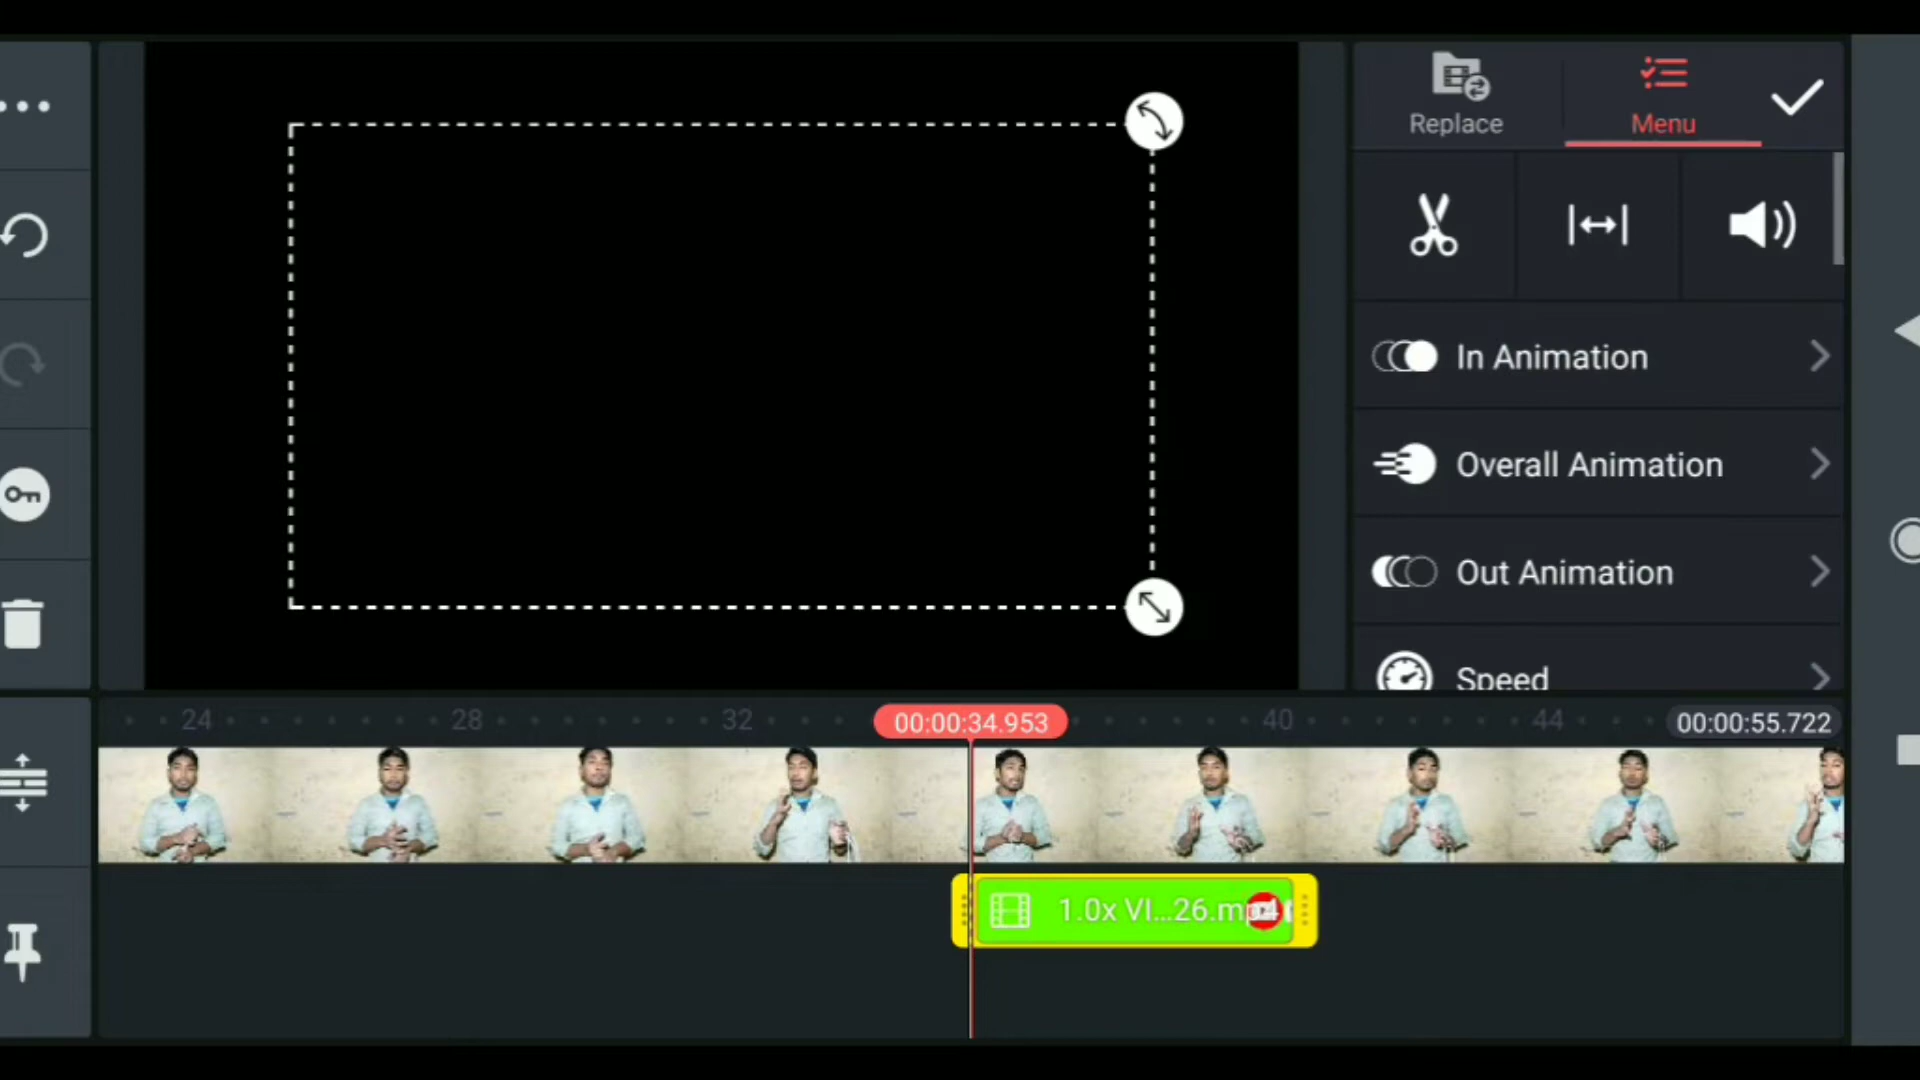 Replace
Menu
In Animation
Overall Animation
Out Animation
Speed
24
28
32
00:00:34.953
40
44
00:00:55.722
1.0x VI...26.mp4